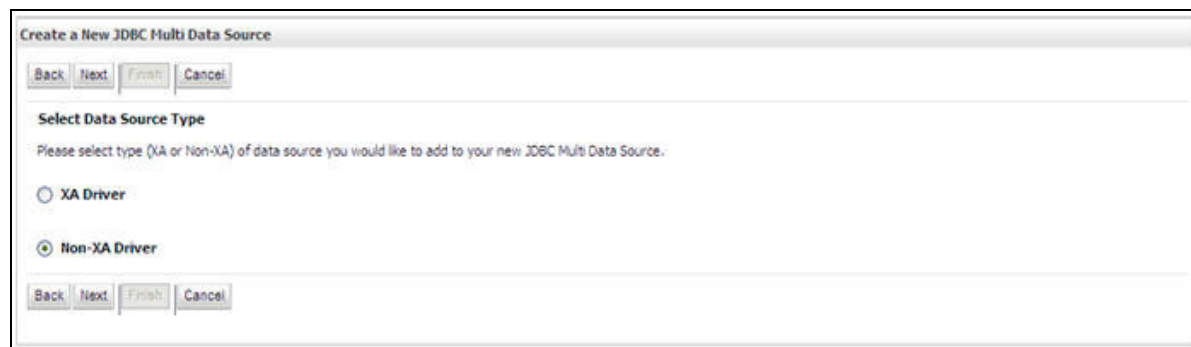 Create a New JDBC Multi Data Source
Back Next Finish Cancel
Select Data Source Type
Please select type (XA or Non-XA) of data source you would like to add to your new JDBC Multi Data Source.
XA Driver
Non-XA Driver
Back Next Finish Cancel